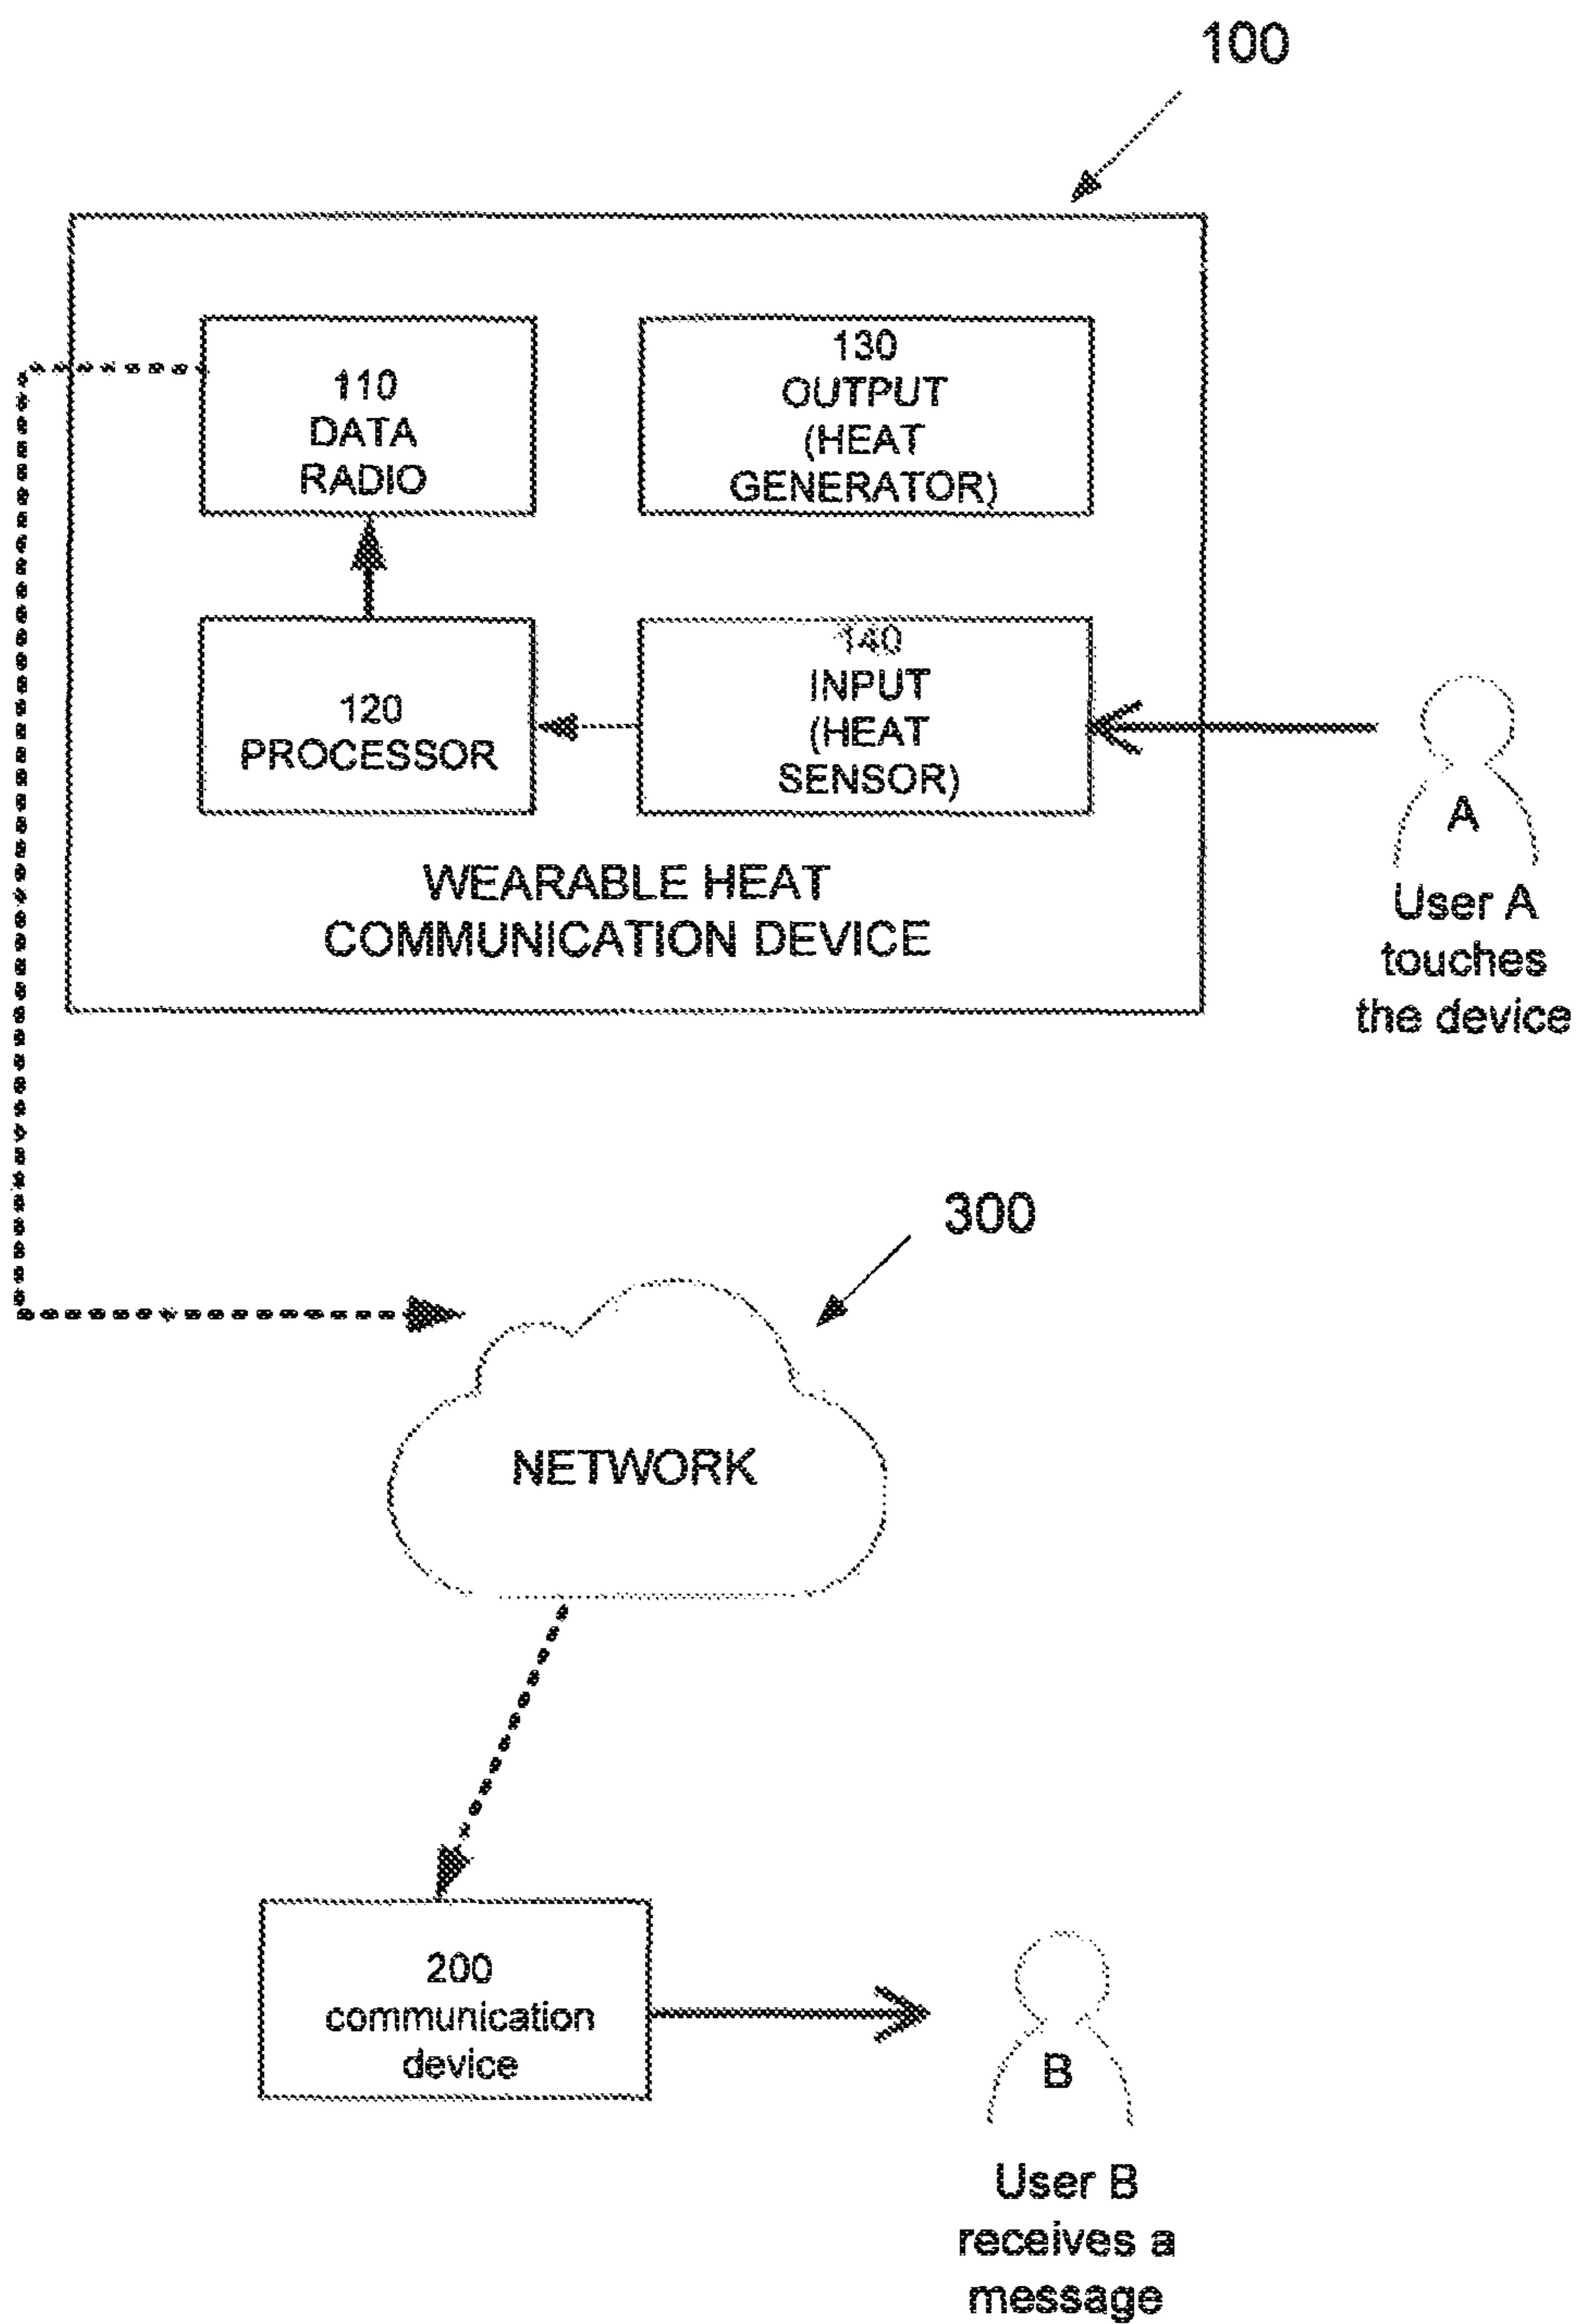 100
110
DATA
RADIO
130
OUTPUT
(HEAT
GENERATOR)
120
PROCESSOR
140
INPUT
(HEAT
SENSOR)
WEARABLE HEAT
COMMUNICATION DEVICE
A
User A
touches
the device
300
NETWORK
200
communication
device
B
User B
receives a
message